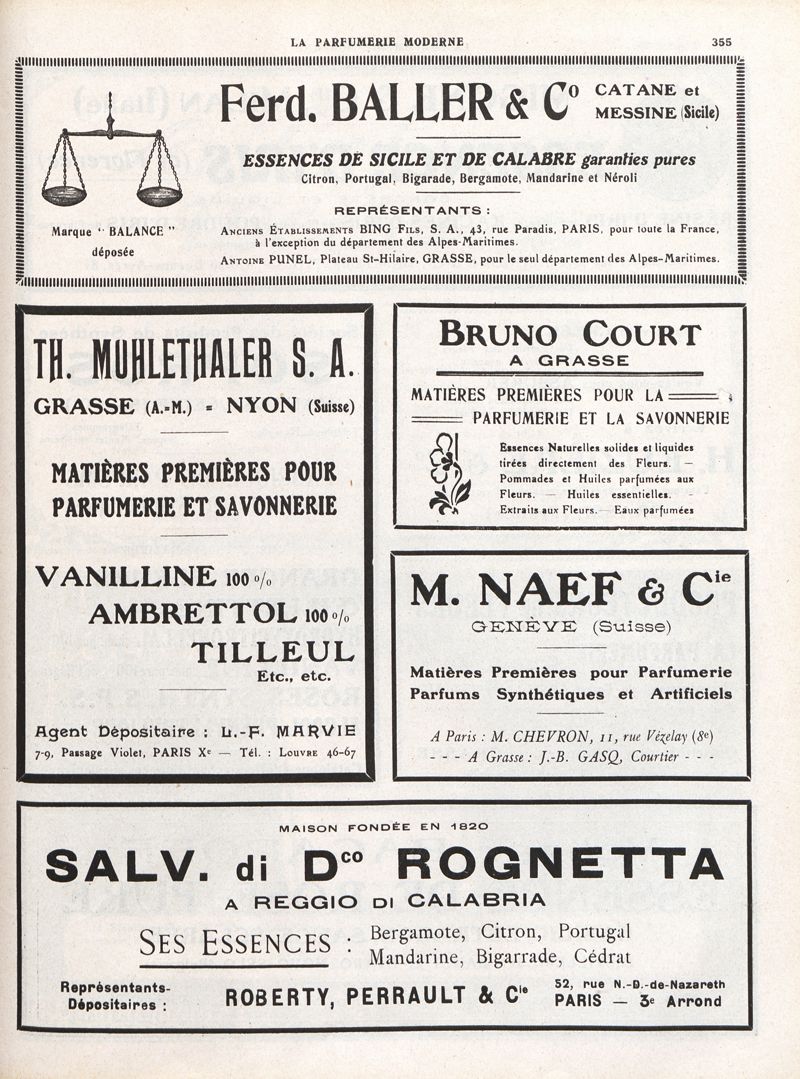 LA PARFUMERIE MODERNE 355
Ferd. BALLER & Cº CATANE et
MESSINE (Sicile)
ESSENCES DE SICILE ET DE CALABRE garanties pures
Citron, Portugal, Bigarade, Bergamote, Mandarine et Néroli
Marque "BALANCE"
déposée
REPRÉSENTANTS :
ANCIENS ÉTABLISSEMENTS BING FILS, S. A., 43, rue Paradis, PARIS, pour toute la France,
à l'exception du département des Alpes-Maritimes.
ANTOINE PUNEL, Plateau St-Hilaire, GRASSE, pour le seul département des Alpes-Maritimes.
TH. MUHLETHALER S. A.
GRASSE (A.=M.) = NYON (Suisse)
MATIÈRES PREMIÈRES POUR
PARFUMERIE ET SAVONNERIE
VANILLINE 100 %
AMBRETTOL 100 %
TILLEUL
Etc., etc.
Agent Dépositaire : L.-F. MARVIE
7-9, Passage Violet, PARIS Xe — Tél. : LOUVRE 46-67
BRUNO COURT
A GRASSE
MATIÈRES PREMIÈRES POUR LA
PARFUMERIE ET LA SAVONNERIE
Essences Naturelles solides et liquides
tirées directement des Fleurs. —
Pommades et Huiles parfumées aux
Fleurs. — Huiles essentielles. -
Extraits aux Fleurs. — Eaux parfumées
M. NAEF & Cie
GENÈVE (Suisse)
Matières Premières pour Parfumerie
Parfums Synthétiques et Artificiels
A Paris : M. CHEVRON, 11, rue Vézelay (8e)
- - - A Grasse : J.-B. GASQ, Courtier - - -
MAISON FONDÉE EN 1820
SALV. di Dco ROGNETTA
A REGGIO DI CALABRIA
SES ESSENCES : Bergamote, Citron, Portugal
Mandarine, Bigarrade, Cédrat
Représentants-
Dépositaires :
ROBERTY, PERRAULT & Cie
52, rue N.-D.-de-Nazareth
PARIS — 3e Arrond